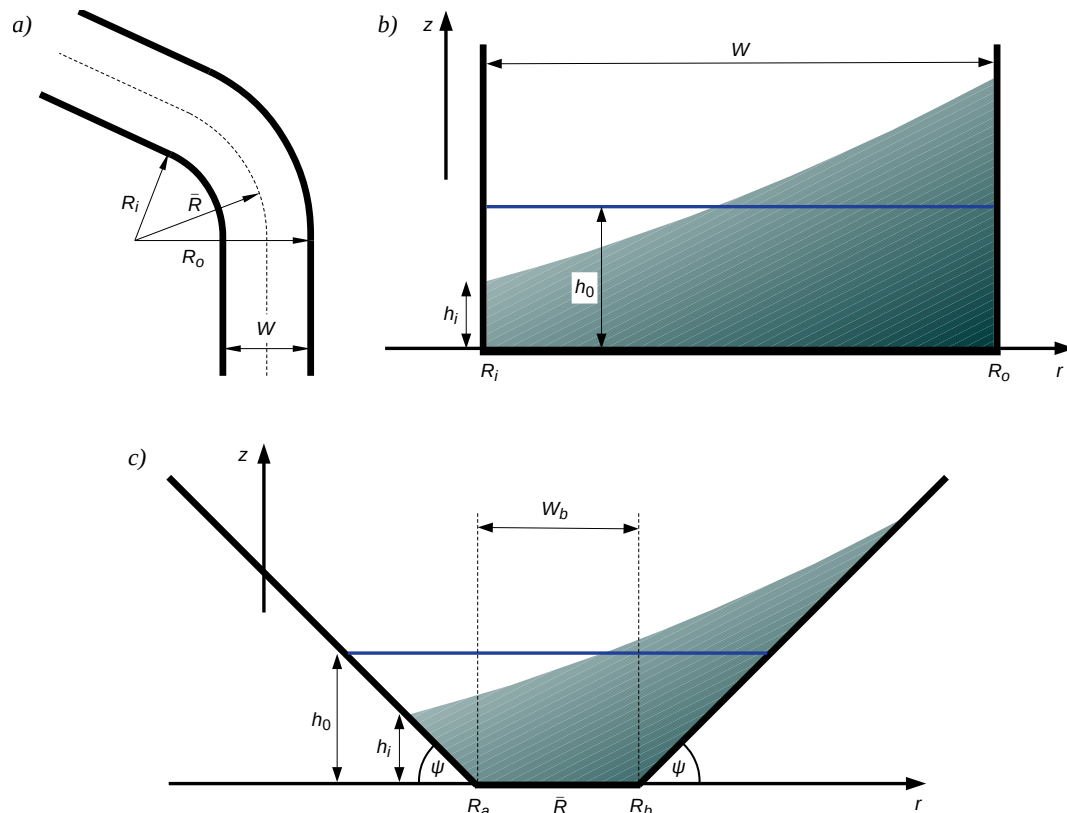 a)
R_i
R̄
R_o
W
b)
z
W
h_0
h_i
R_i
R_o
r
c)
z
W_b
h_0
h_i
ψ
ψ
R_a
R̄
R_b
r